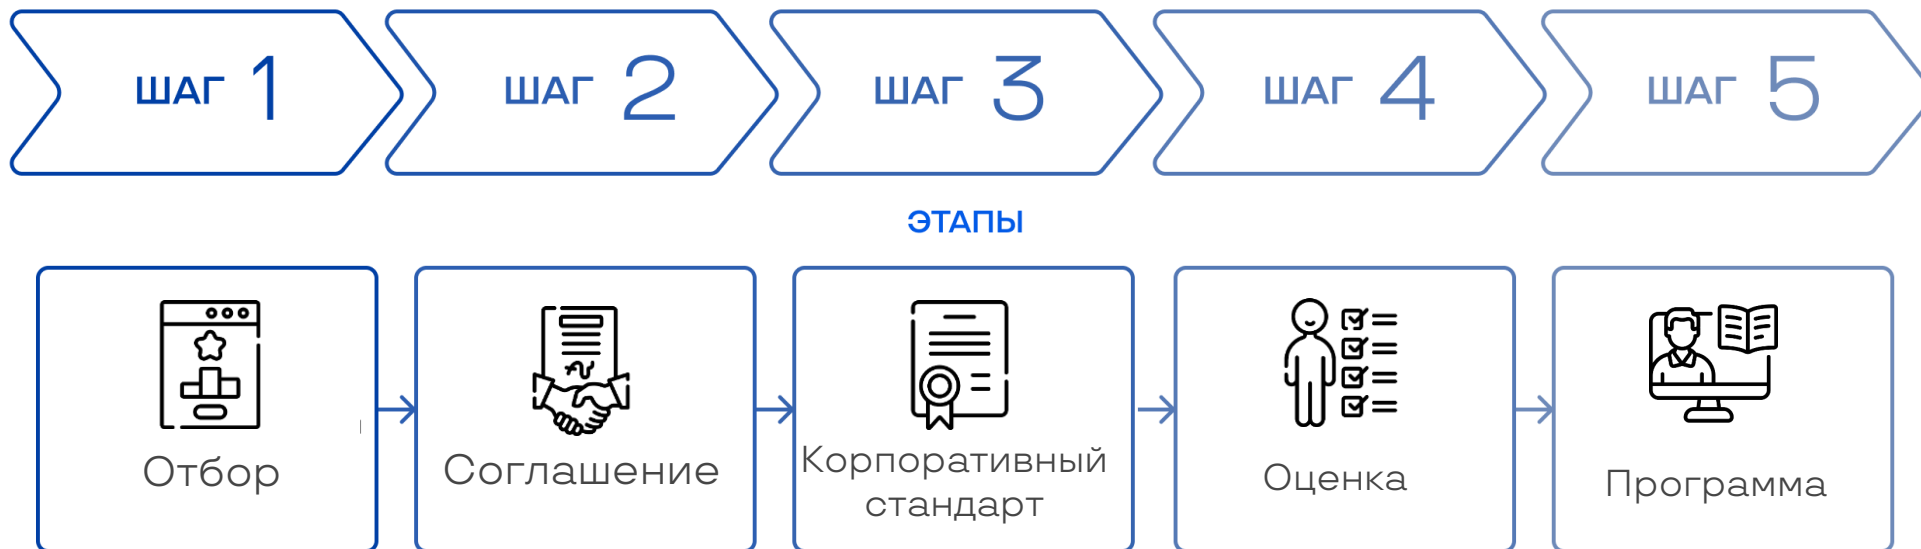 ШАГ 1
ШАГ 2
ШАГ 3
ШАГ 4
ШАГ 5
ЭТАПЫ
Отбор
Соглашение
Корпоративный
стандарт
Оценка
Программа